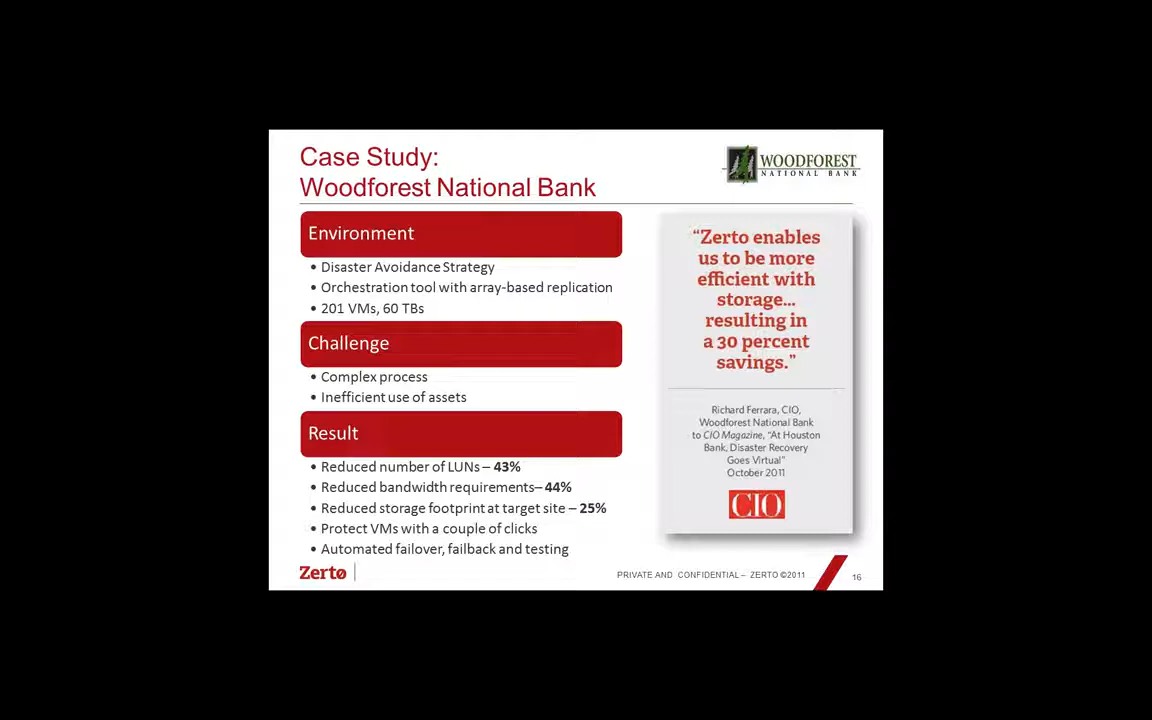 Case Study:
Woodforest National Bank
WOODFOREST
NATIONAL BANK
Environment
• Disaster Avoidance Strategy
• Orchestration tool with array-based replication
• 201 VMs, 60 TBs
Challenge
• Complex process
• Inefficient use of assets
Result
• Reduced number of LUNs – 43%
• Reduced bandwidth requirements– 44%
• Reduced storage footprint at target site – 25%
• Protect VMs with a couple of clicks
• Automated failover, failback and testing
“Zerto enables
us to be more
efficient with
storage...
resulting in
a 30 percent
savings.”
Richard Ferrara, CIO,
Woodforest National Bank
to CIO Magazine, “At Houston
Bank, Disaster Recovery
Goes Virtual”
October 2011
CIO
Zerto
PRIVATE AND CONFIDENTIAL – ZERTO ©2011
16